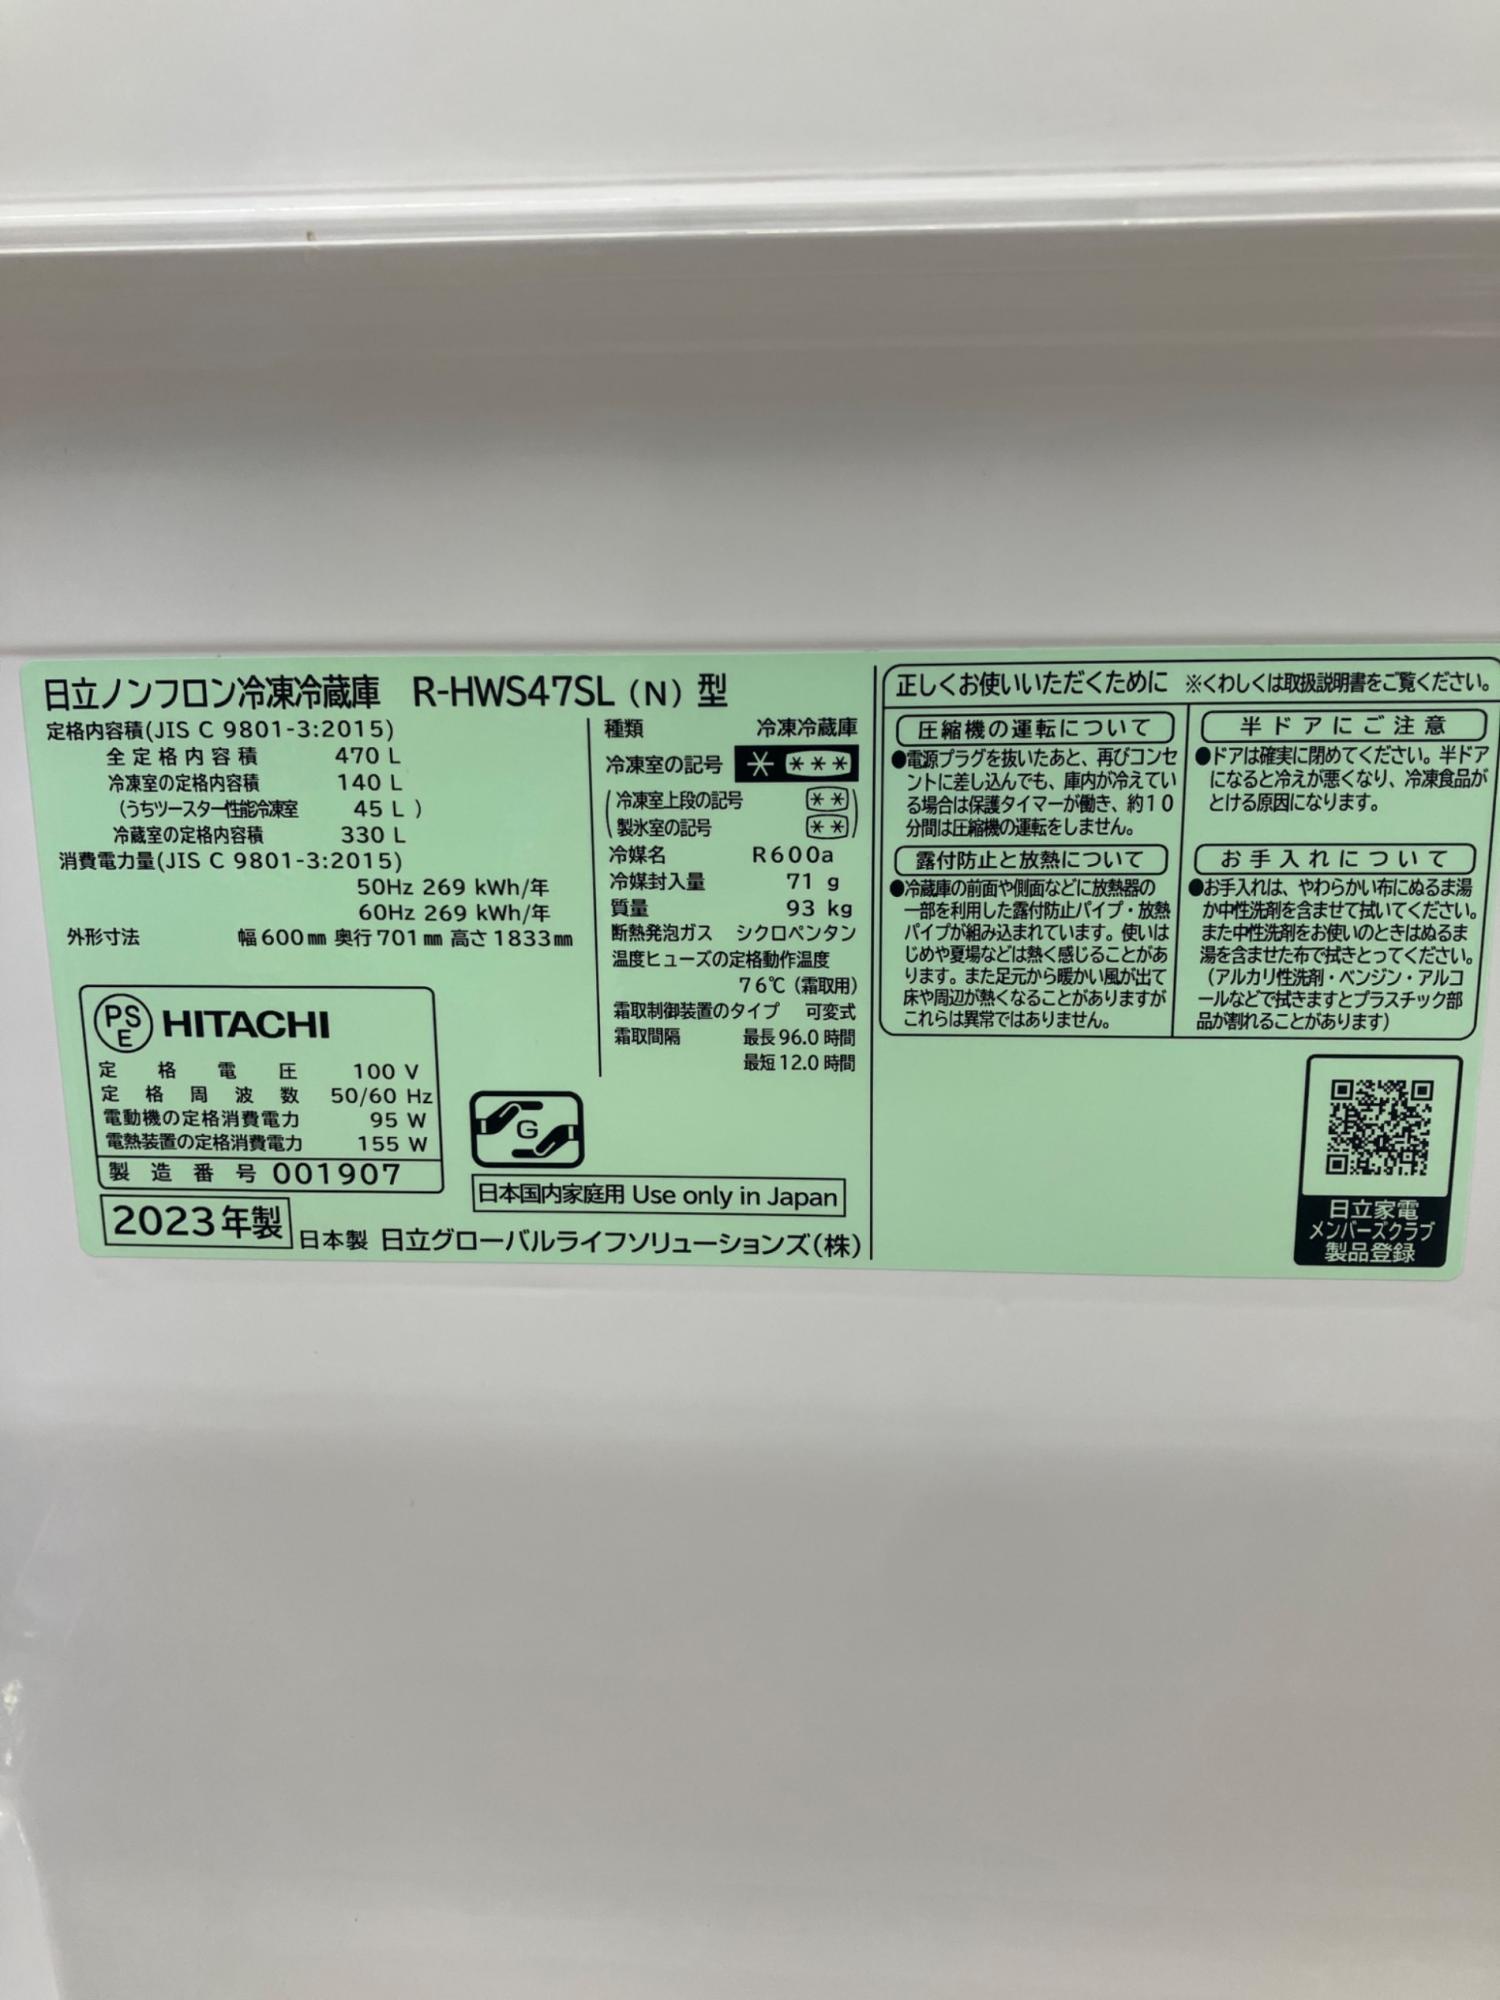 日立ノンフロン冷凍冷蔵庫 R-HWS47SL (N) 型
定格内容積(JIS C 9801-3:2015)
全定格内容積 470 L
冷凍室の定格内容積 140 L
(うちツースター性能冷凍室 45 L )
冷蔵室の定格内容積 330 L
消費電力量(JIS C 9801-3:2015)
50Hz 269 kWh/年
60Hz 269 kWh/年
外形寸法 幅600㎜ 奥行701㎜ 高さ1833㎜
PS
E
HITACHI
定格電圧 100 V
定格周波数 50/60 Hz
電動機の定格消費電力 95 W
電熱装置の定格消費電力 155 W
製造番号 001907
2023年製
日本製 日立グローバルライフソリューションズ(株)
種類 冷凍冷蔵庫
冷凍室の記号 * ***
(冷凍室上段の記号 **)
(製氷室の記号 **)
冷媒名 R600a
冷媒封入量 71 g
質量 93 kg
断熱発泡ガス シクロペンタン
温度ヒューズの定格動作温度
76℃(霜取用)
霜取制御装置のタイプ 可変式
霜取間隔 最長96.0時間
最短12.0時間
G
日本国内家庭用 Use only in Japan
正しくお使いいただくために ※くわしくは取扱説明書をご覧ください。
圧縮機の運転について
●電源プラグを抜いたあと、再びコンセ
ントに差し込んでも、庫内が冷えてい
る場合は保護タイマーが働き、約10
分間は圧縮機の運転をしません。
露付防止と放熱について
●冷蔵庫の前面や側面などに放熱器の
一部を利用した露付防止パイプ・放熱
パイプが組み込まれています。使いは
じめや夏場などは熱く感じることがあ
ります。また足元から暖かい風が出て
床や周辺が熱くなることがありますが
これらは異常ではありません。
半ドアにご注意
●ドアは確実に閉めてください。半ドア
になると冷えが悪くなり、冷凍食品が
とける原因になります。
お手入れについて
●お手入れは、やわらかい布にぬるま湯
か中性洗剤を含ませて拭いてください。
また中性洗剤をお使いのときはぬるま
湯を含ませた布で拭きとってください。
(アルカリ性洗剤・ベンジン・アルコ
ールなどで拭きますとプラスチック部
品が割れることがあります)
日立家電
メンバーズクラブ
製品登録